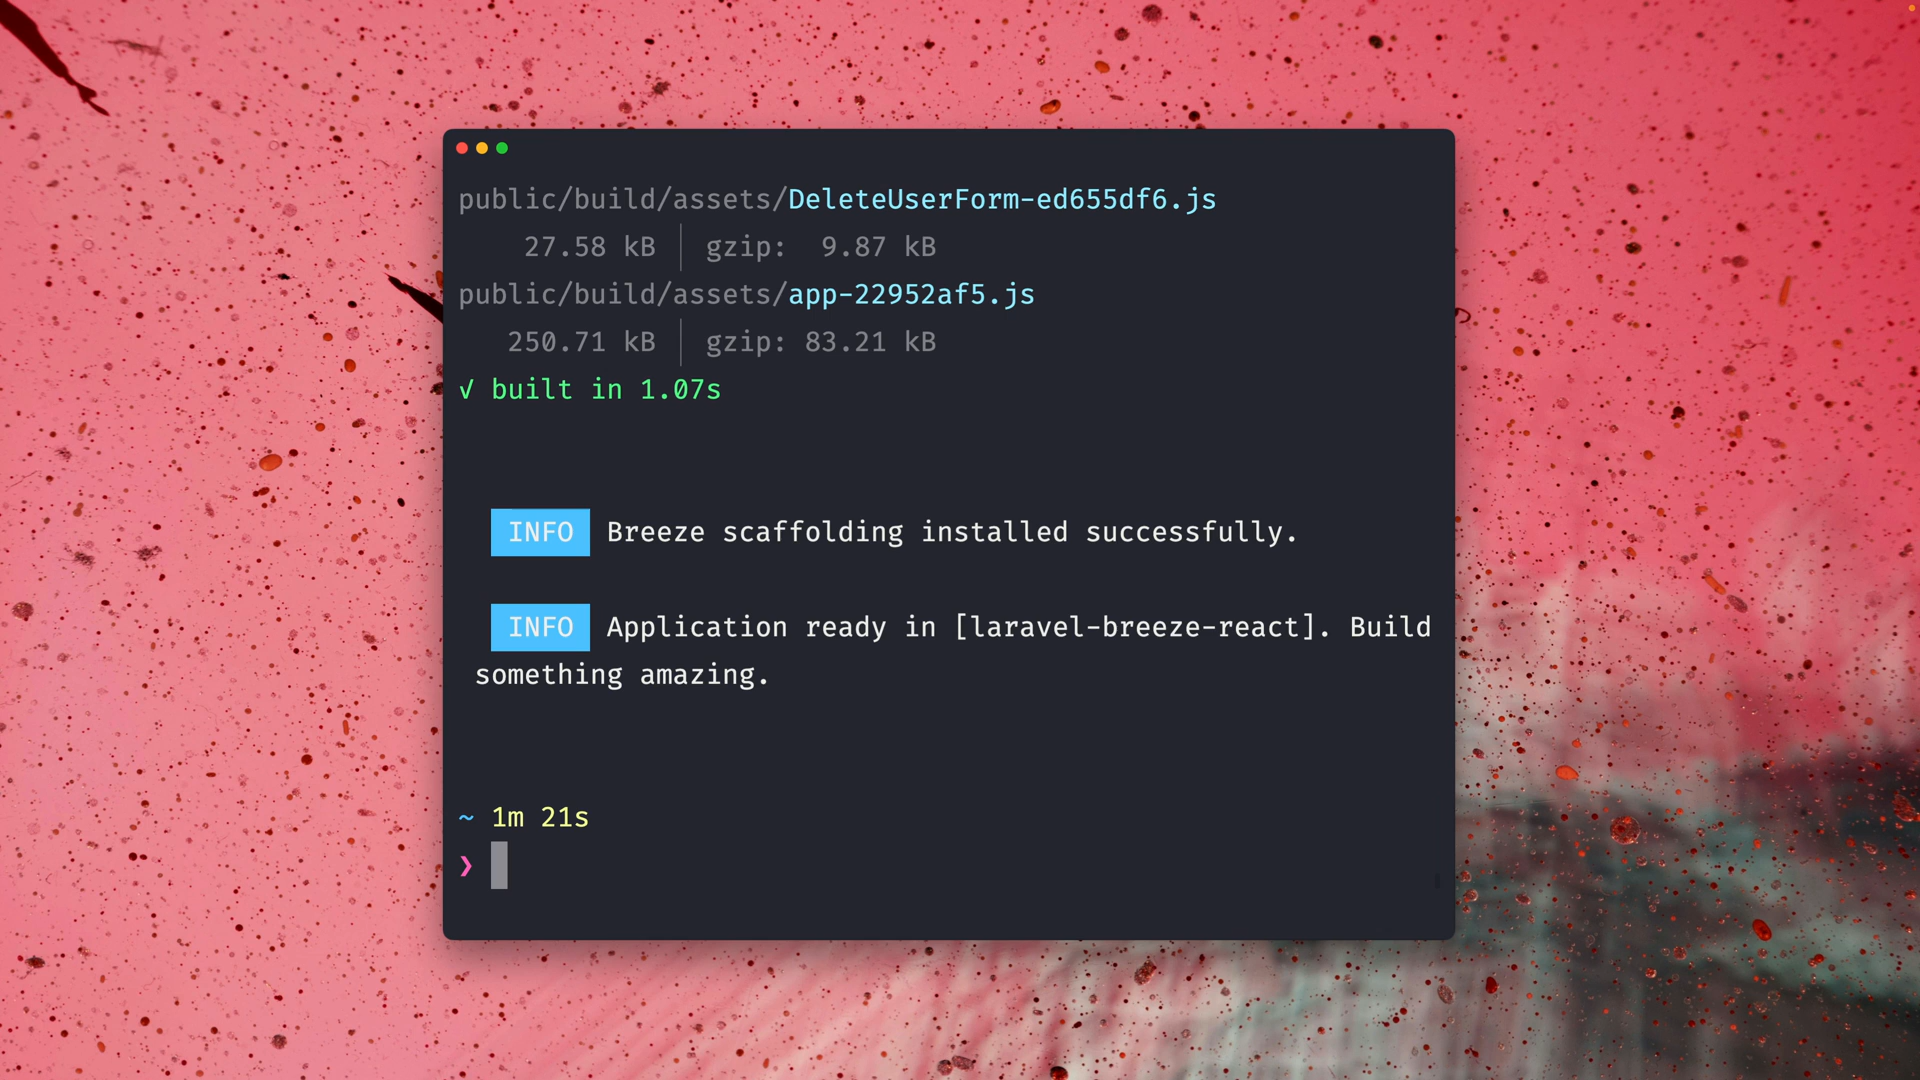 public/build/assets/DeleteUserForm-ed655df6.js
27.58 kB │ gzip: 9.87 kB
public/build/assets/app-22952af5.js
250.71 kB │ gzip: 83.21 kB
√ built in 1.07s
INFO Breeze scaffolding installed successfully.
INFO Application ready in [laravel-breeze-react]. Build
something amazing.
~ 1m 21s
❯